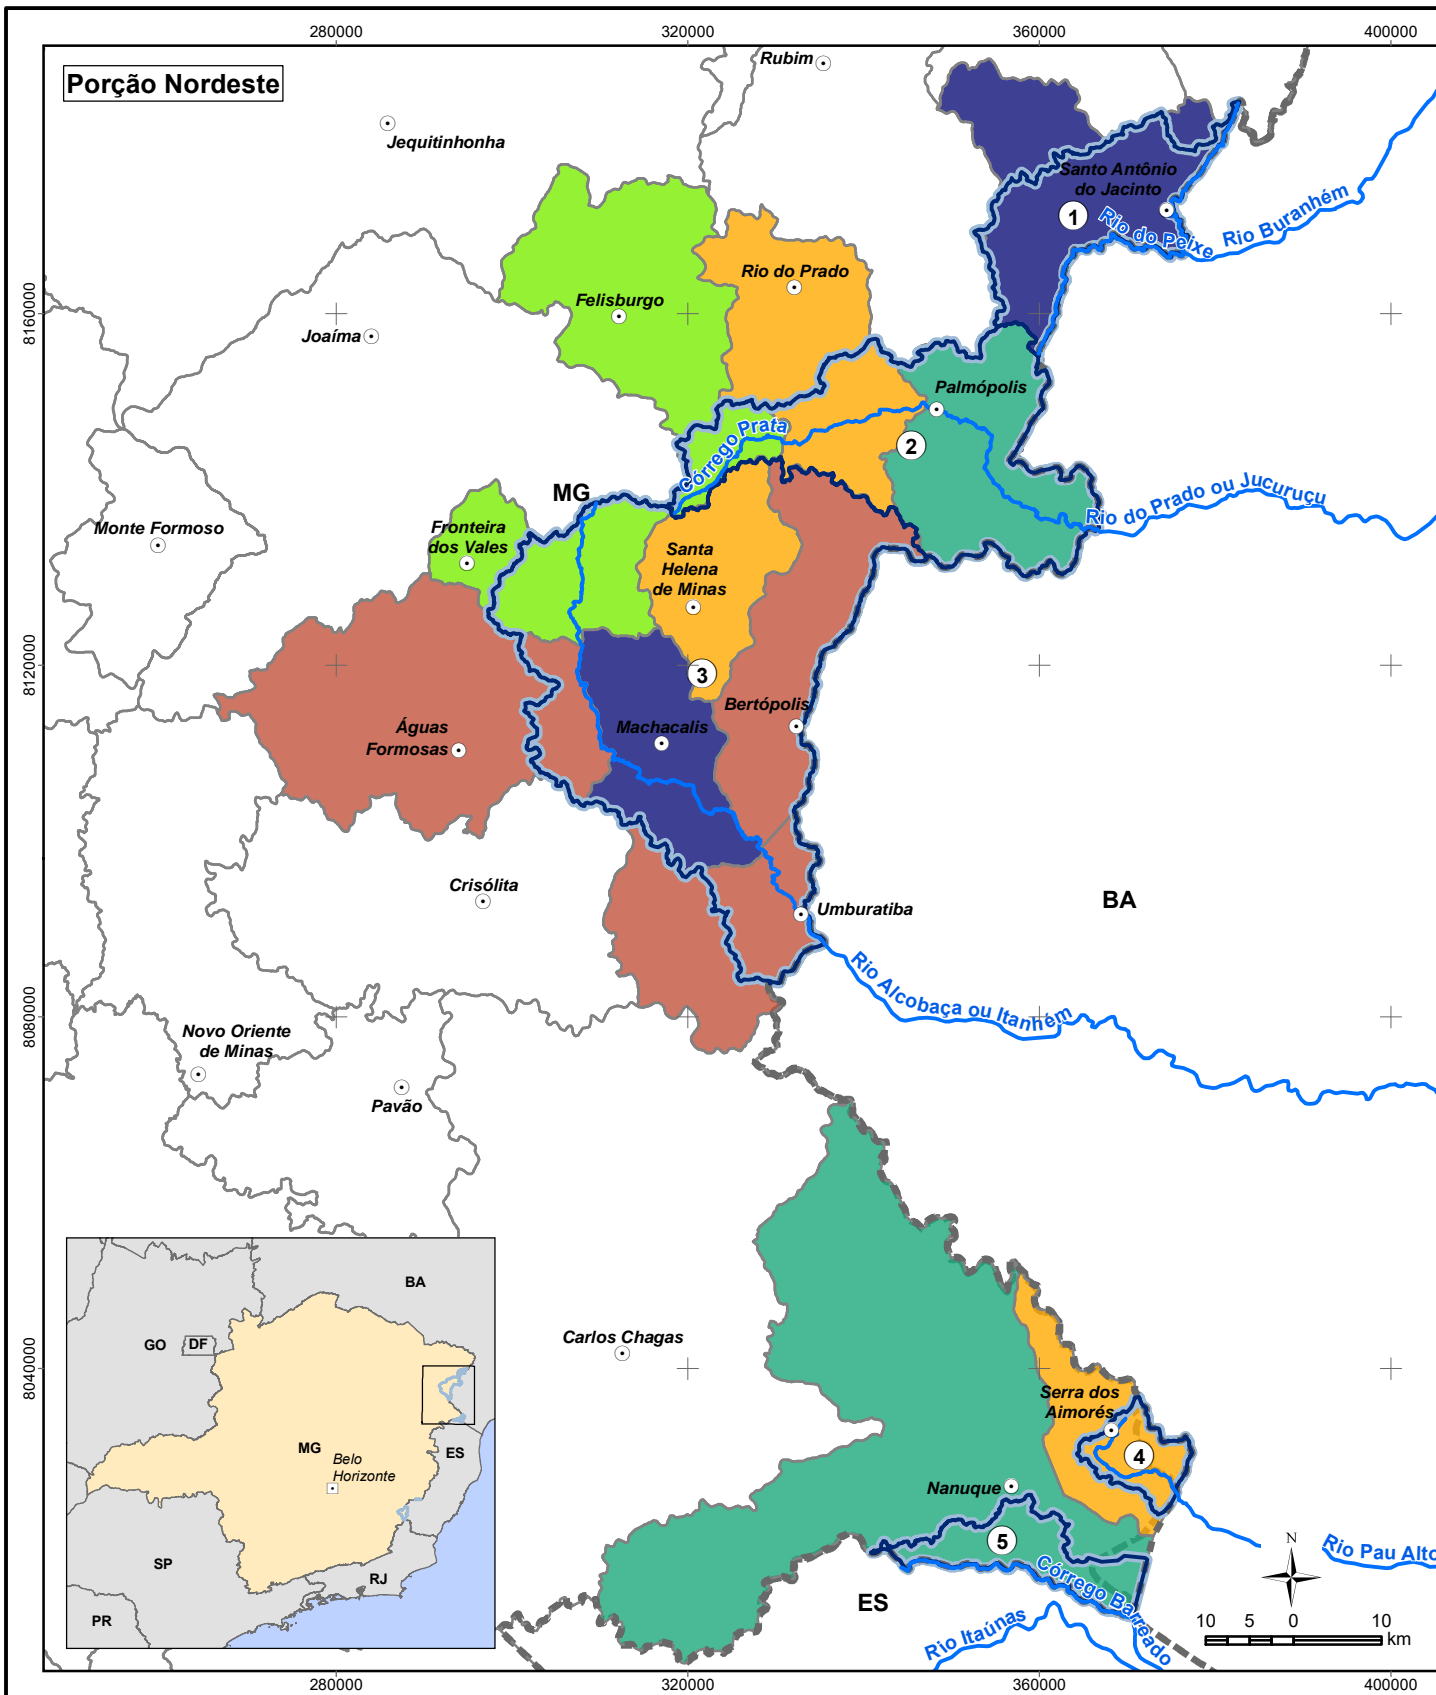 280000
320000
360000
400000
Porção Nordeste
Rubim
Jequitinhonha
Santo Antônio
do Jacinto
1
Rio do Peixe
Rio Buranhém
Rio do Prado
Felisburgo
8160000
Joaíma
Palmópolis
Córrego Prata
2
MG
Rio do Prado ou Jucuruçu
Monte Formoso
Fronteira
dos Vales
Santa
Helena
de Minas
8120000
3
Bertópolis
Águas
Formosas
Machacalis
Crisólita
Umburatiba
BA
Rio Alcobaça ou Itanhém
8080000
Novo Oriente
de Minas
Pavão
Carlos Chagas
8040000
Serra dos
Aimorés
4
Nanuque
5
Rio Pau Alto
Córrego Barreado
ES
Rio Itaúnas
N
10
5
0
10
km
BA
GO
DF
MG
ES
Belo
Horizonte
SP
RJ
PR
280000
320000
360000
400000